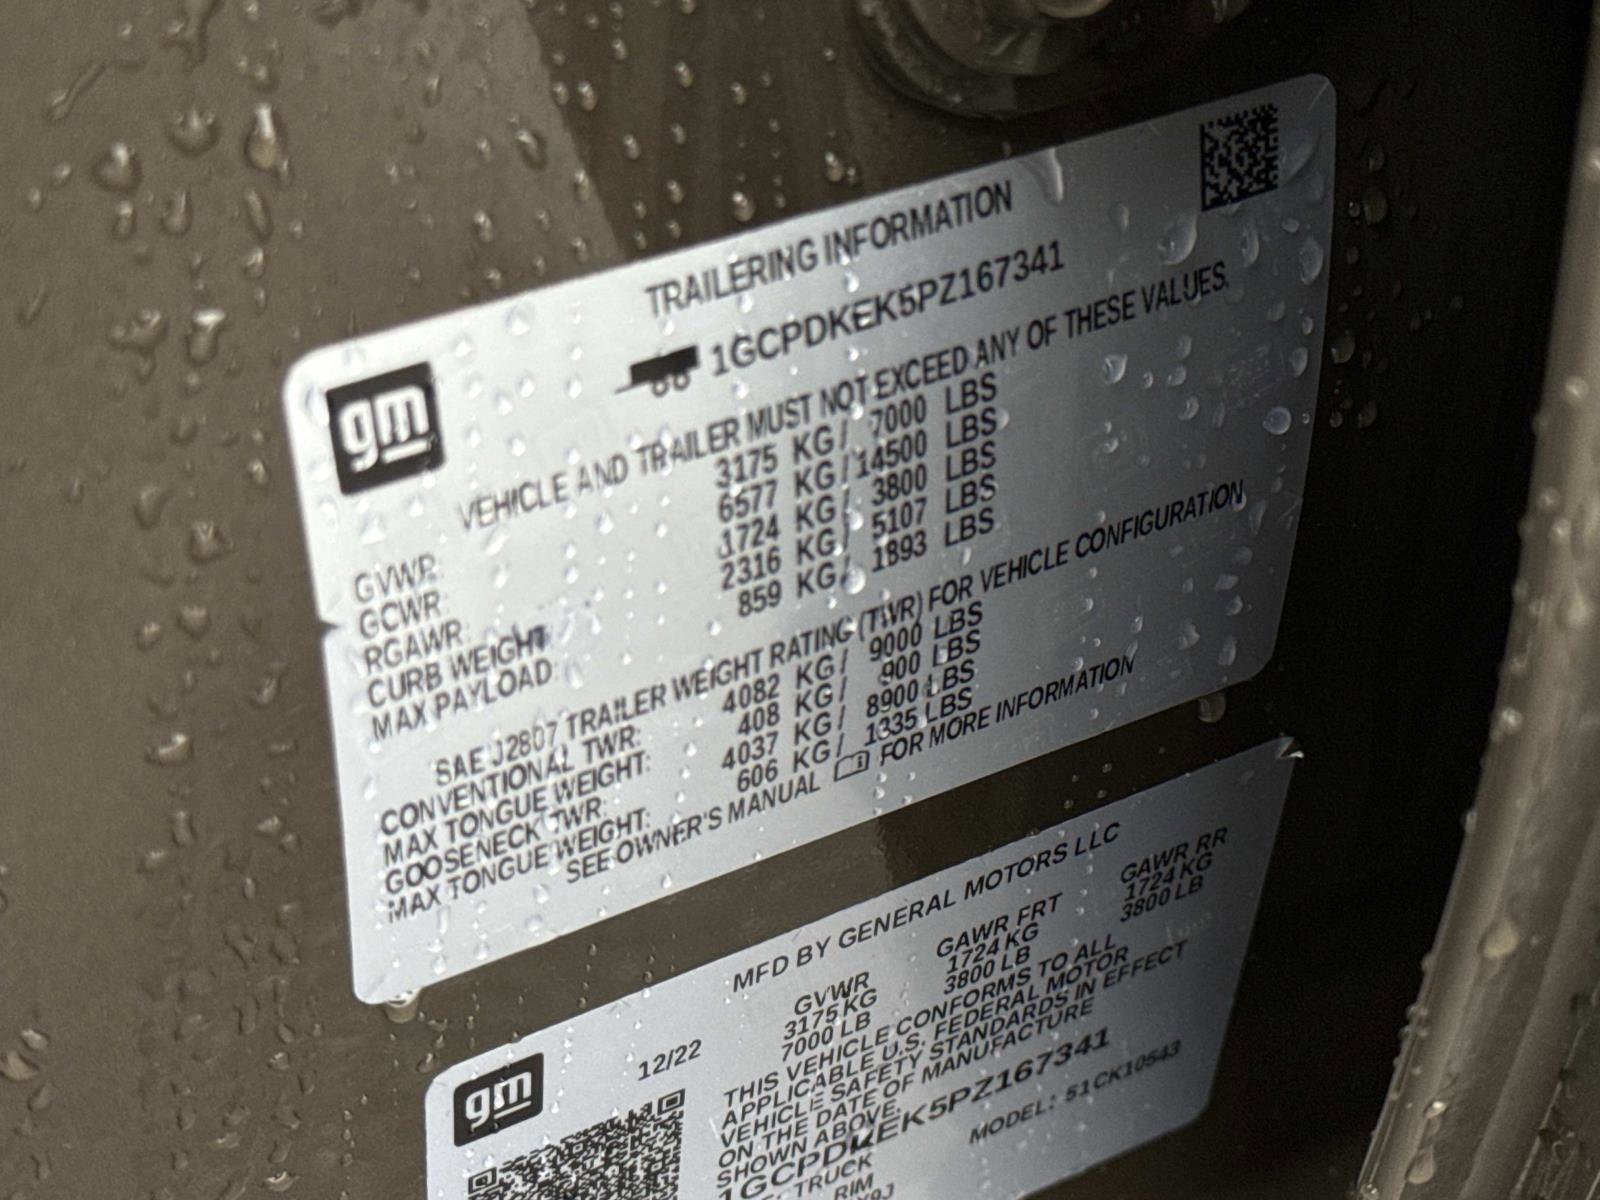 TRAILERING INFORMATION
1GCPDKEK5PZ167341
gm
VEHICLE AND TRAILER MUST NOT EXCEED ANY OF THESE VALUES.
GVWR: 3175 KG/ 7000 LBS
GCWR: 6577 KG/14500 LBS
RGAWR: 1724 KG/ 3800 LBS
CURB WEIGHT 2316 KG/ 5107 LBS
MAX PAYLOAD: 859 KG/ 1893 LBS
SAE J2807 TRAILER WEIGHT RATING (TWR) FOR VEHICLE CONFIGURATION
CONVENTIONAL TWR: 4082 KG/ 9000 LBS
MAX TONGUE WEIGHT: 408 KG/ 900 LBS
GOOSENECK TWR: 4037 KG/ 8900 LBS
MAX TONGUE WEIGHT: 606 KG/ 1335 LBS
SEE OWNER'S MANUAL FOR MORE INFORMATION
MFD BY GENERAL MOTORS LLC
gm
12/22
GVWR GAWR FRT GAWR RR
3175 KG 1724 KG 1724 KG
7000 LB 3800 LB 3800 LB
THIS VEHICLE CONFORMS TO ALL
APPLICABLE U.S. FEDERAL MOTOR
VEHICLE SAFETY STANDARDS IN EFFECT
ON THE DATE OF MANUFACTURE
SHOWN ABOVE.
1GCPDKEK5PZ167341
TRUCK MODEL: 51CK10543
RIM